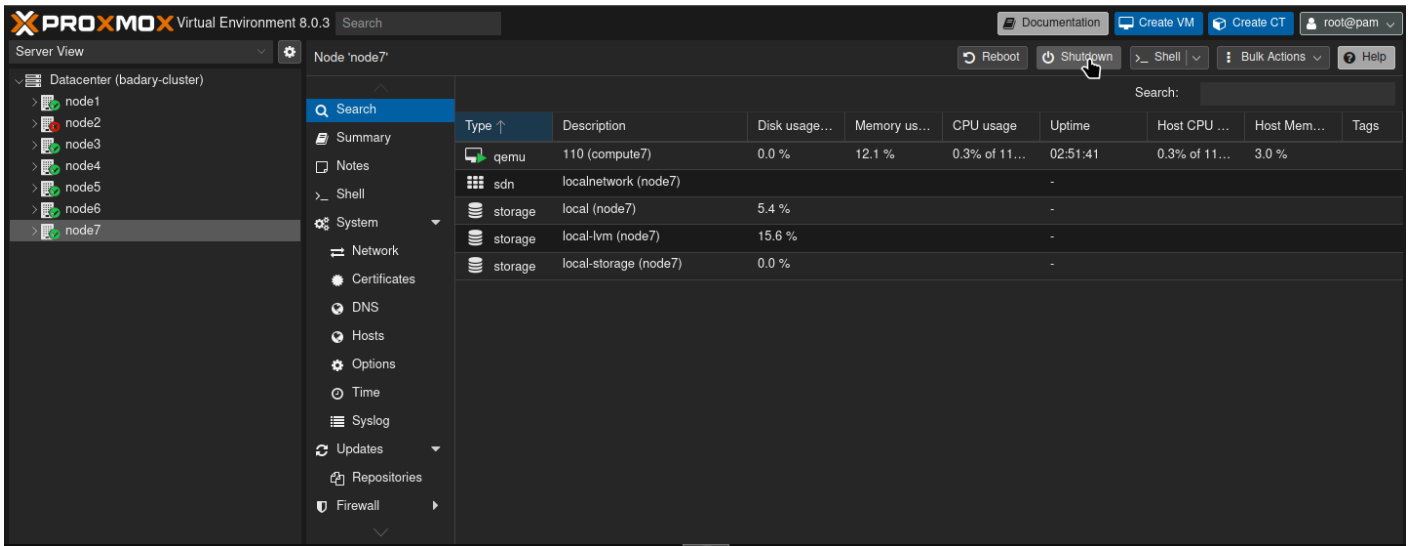 PROXMOX Virtual Environment 8.0.3 Search Documentation Create VM Create CT root@pam
Server View
Node 'node7' Reboot Shutdown Shell Bulk Actions Help
Datacenter (badary-cluster)
node1
node2
node3
node4
node5
node6
node7
Search
Summary
Notes
Shell
System
Network
Certificates
DNS
Hosts
Options
Time
Syslog
Updates
Repositories
Firewall
Search:
Type Description Disk usage... Memory us... CPU usage Uptime Host CPU ... Host Mem... Tags
qemu 110 (compute7) 0.0 % 12.1 % 0.3% of 11... 02:51:41 0.3% of 11... 3.0 %
sdn localnetwork (node7) -
storage local (node7) 5.4 % -
storage local-lvm (node7) 15.6 % -
storage local-storage (node7) 0.0 % -